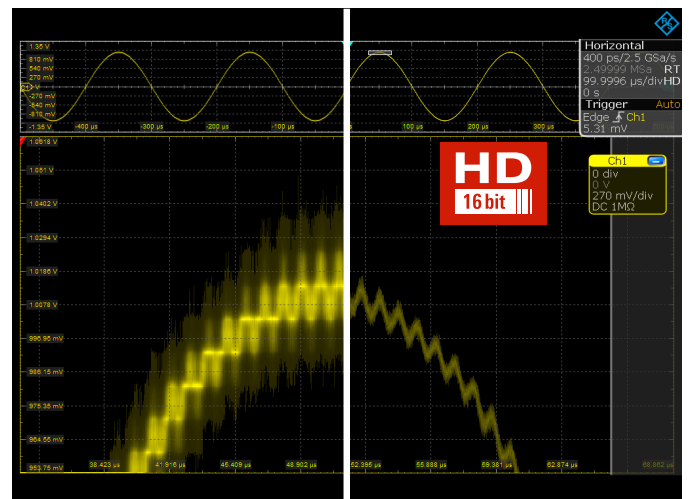 R S
1.35 V
810 mV
540 mV
270 mV
C1
-270 mV
-540 mV
-810 mV
-1.35 V
-400 µs
-300 µs
-200 µs
-100 µs
100 µs
200 µs
300 µs
Horizontal
400 ps/2.5 GSa/s
2.49999 MSa RT
99.9996 µs/div HD
0 s
Trigger Auto
Edge Ch1
5.31 mV
Ch1
0 div
0 V
270 mV/div
DC 1MΩ
HD
16 bit
1.0518 V
1.051 V
1.0402 V
1.0294 V
1.0186 V
1.0078 V
996.95 mV
986.15 mV
975.35 mV
964.55 mV
953.75 mV
38.423 µs
41.916 µs
45.409 µs
48.902 µs
62.395 µs
55.888 µs
59.381 µs
62.874 µs